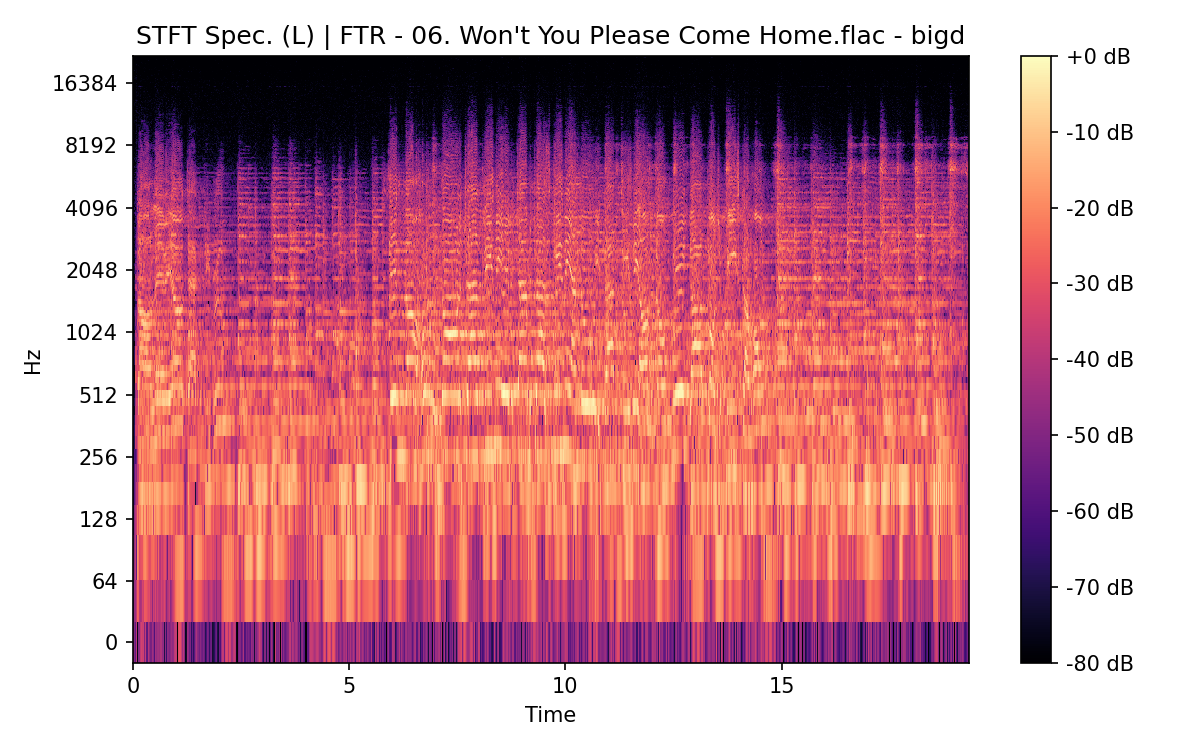 STFT Spec. (L) | FTR - 06. Won't You Please Come Home.flac - bigd
16384
8192
4096
2048
1024
512
256
128
64
0
Hz
0
5
10
15
Time
+0 dB
-10 dB
-20 dB
-30 dB
-40 dB
-50 dB
-60 dB
-70 dB
-80 dB